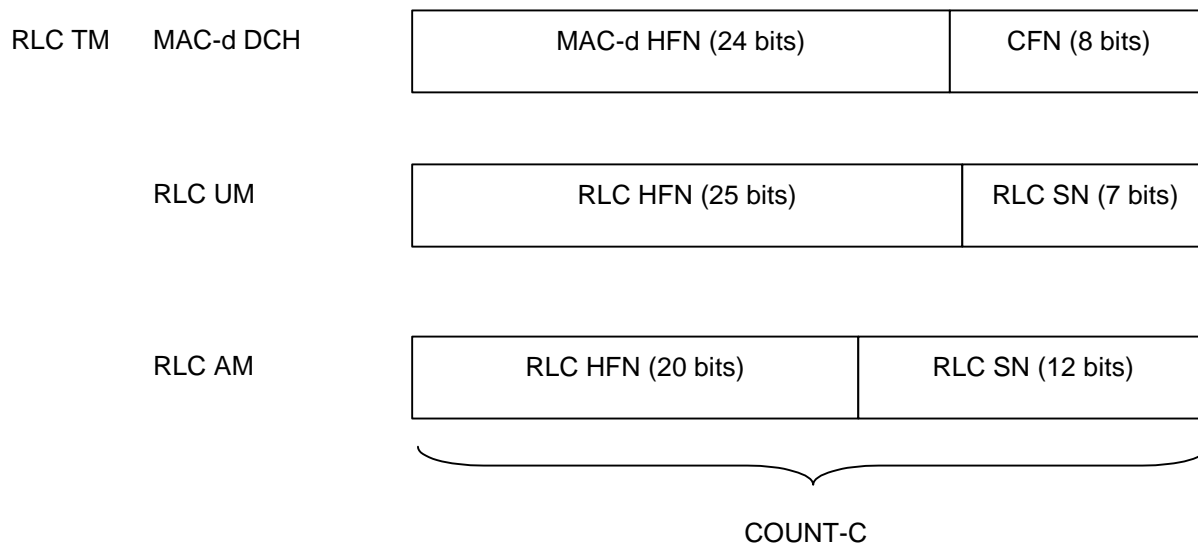 RLC TM MAC-d DCH MAC-d HFN (24 bits) CFN (8 bits)
RLC UM RLC HFN (25 bits) RLC SN (7 bits)
RLC AM RLC HFN (20 bits) RLC SN (12 bits)
COUNT-C